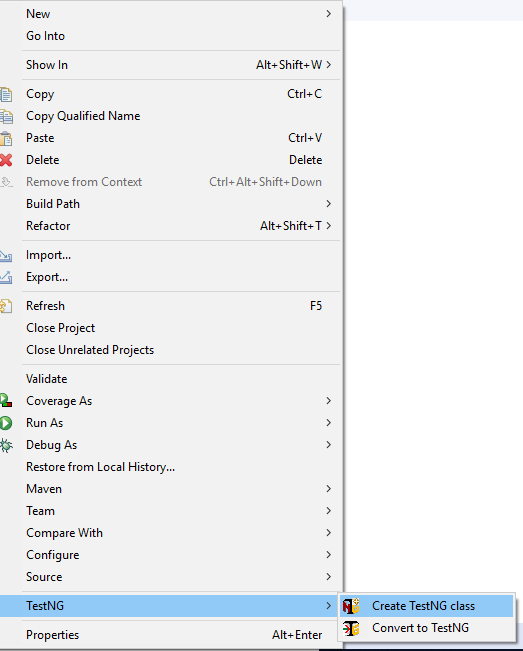 New
Go Into
Show In Alt+Shift+W
Copy Ctrl+C
Copy Qualified Name
Paste Ctrl+V
Delete Delete
Remove from Context Ctrl+Alt+Shift+Down
Build Path
Refactor Alt+Shift+T
Import...
Export...
Refresh F5
Close Project
Close Unrelated Projects
Validate
Coverage As
Run As
Debug As
Restore from Local History...
Maven
Team
Compare With
Configure
Source
TestNG Create TestNG class
Convert to TestNG
Properties Alt+Enter